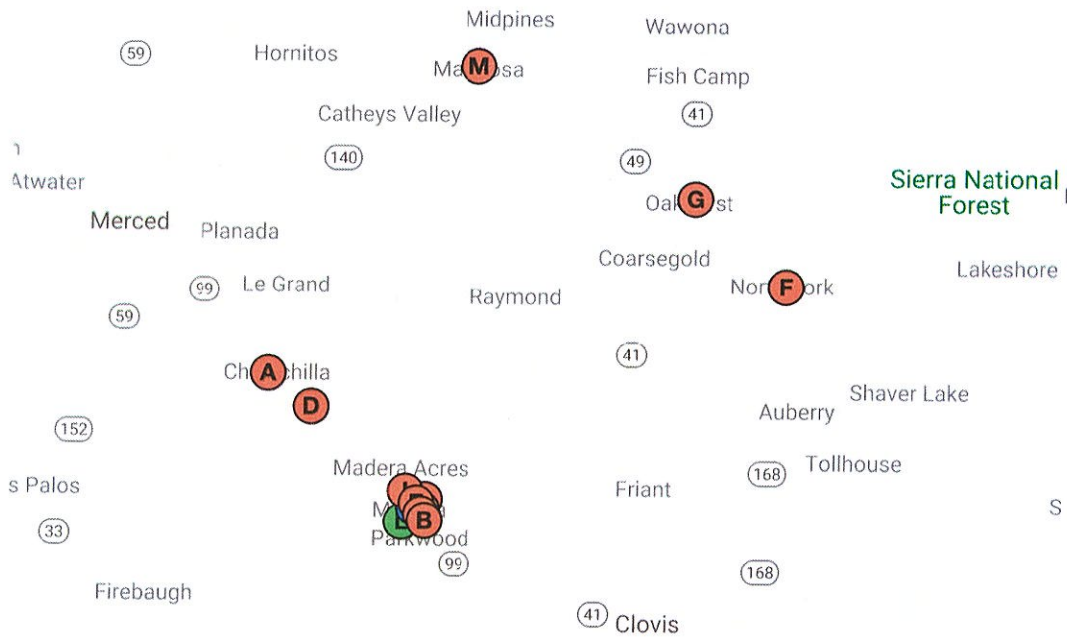 Midpines
Wawona
59
Hornitos
M
Fish Camp
Catheys Valley
41
140
49
Atwater
Sierra National
Forest
G
Merced
Planada
Coarsegold
Lakeshore
99
Le Grand
Raymond
F
59
41
A
D
Shaver Lake
Auberry
152
Madera Acres
168
Tollhouse
s Palos
Friant
S
B
33
Parkwood
99
168
Firebaugh
41
Clovis